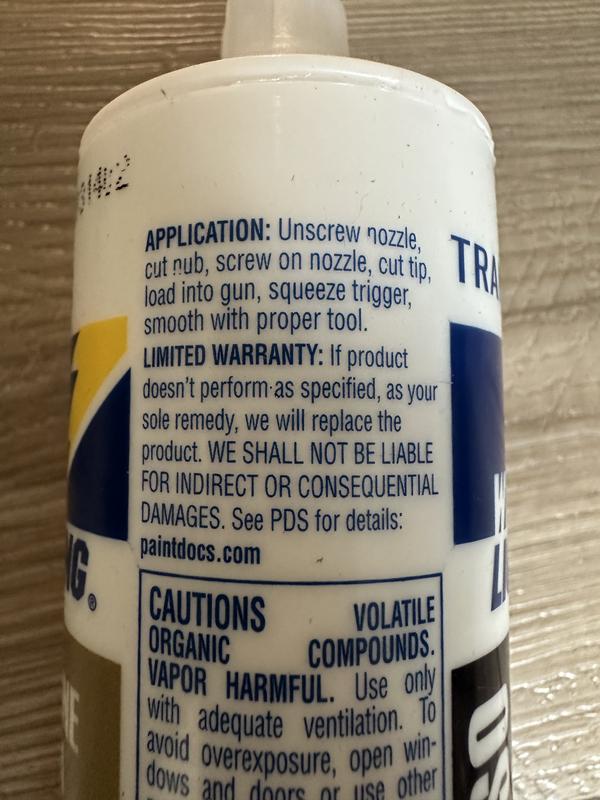 APPLICATION: Unscrew nozzle,
cut nub, screw on nozzle, cut tip,
load into gun, squeeze trigger,
smooth with proper tool.
LIMITED WARRANTY: If product
doesn't perform as specified, as your
sole remedy, we will replace the
product. WE SHALL NOT BE LIABLE
FOR INDIRECT OR CONSEQUENTIAL
DAMAGES. See PDS for details:
paintdocs.com
CAUTIONS VOLATILE
ORGANIC COMPOUNDS.
VAPOR HARMFUL. Use only
with adequate ventilation. To
avoid overexposure, open win-
dows and doors or use other
TRA